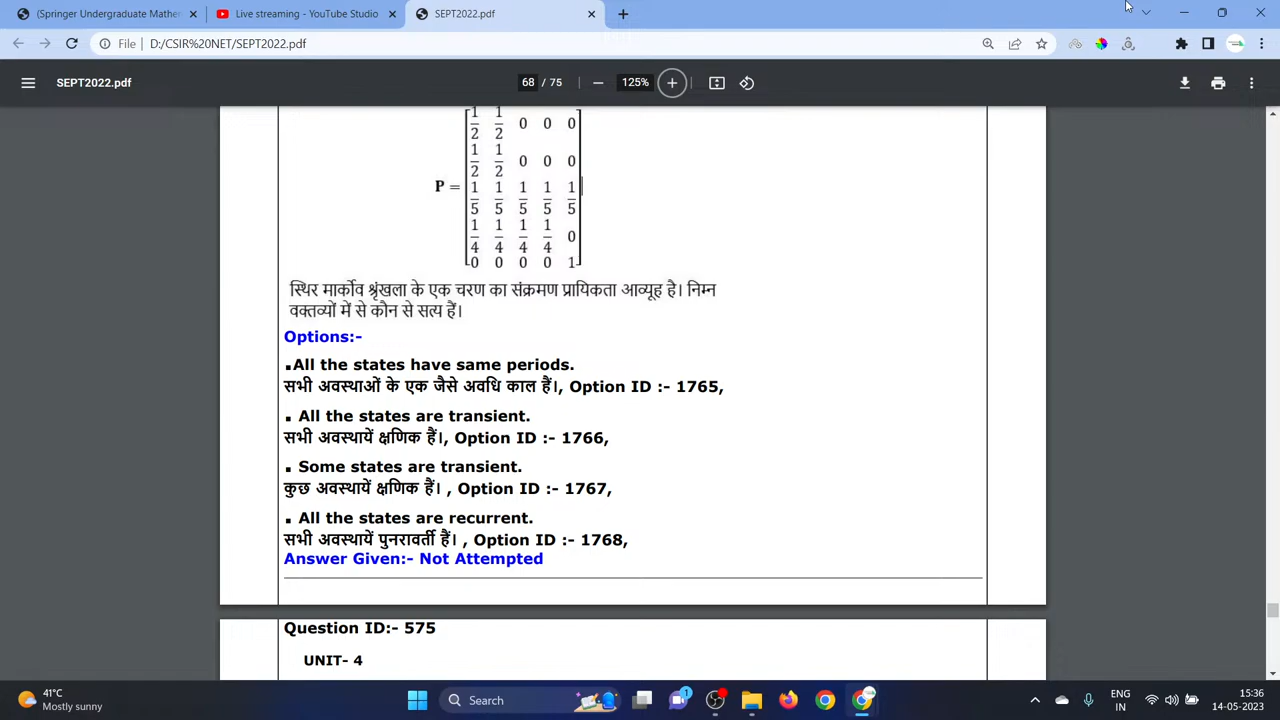 (Springer Undergraduate Mathem
Live streaming - YouTube Studio
SEPT2022.pdf
File
D:/CSIR%20NET/SEPT2022.pdf
SEPT2022.pdf
68 / 75
125%
1/2 1/2 0 0 0
1/2 1/2 0 0 0
P = 1/5 1/5 1/5 1/5 1/5
1/4 1/4 1/4 1/4 0
0 0 0 0 1
स्थिर मार्कोव श्रृंखला के एक चरण का संक्रमण प्रायिकता आव्यूह है। निम्न
वक्तव्यों में से कौन से सत्य हैं।
Options:-
All the states have same periods.
सभी अवस्थाओं के एक जैसे अवधि काल हैं।, Option ID :- 1765,
All the states are transient.
सभी अवस्थायें क्षणिक हैं।, Option ID :- 1766,
Some states are transient.
कुछ अवस्थायें क्षणिक हैं। , Option ID :- 1767,
All the states are recurrent.
सभी अवस्थायें पुनरावर्ती हैं। , Option ID :- 1768,
Answer Given:- Not Attempted
Question ID:- 575
UNIT- 4
41°C
Mostly sunny
Search
1
ENG
IN
15:36
14-05-2023